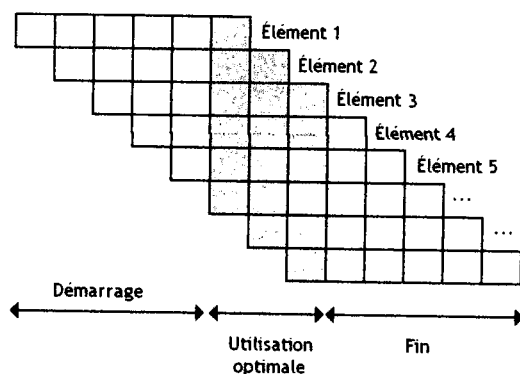 Élément 1
Élément 2
Élément 3
Élément 4
Élément 5
...
...
Démarrage
Utilisation
optimale
Fin